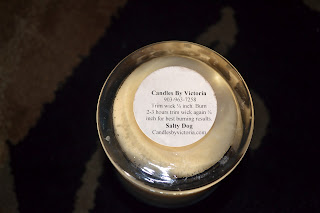 Candles By Victoria
903-963-7258
Trim wick ¼ inch. Burn
2-3 hours trim wick again ¼
inch for best burning results
Salty Dog
Candlesbyvictoria.com